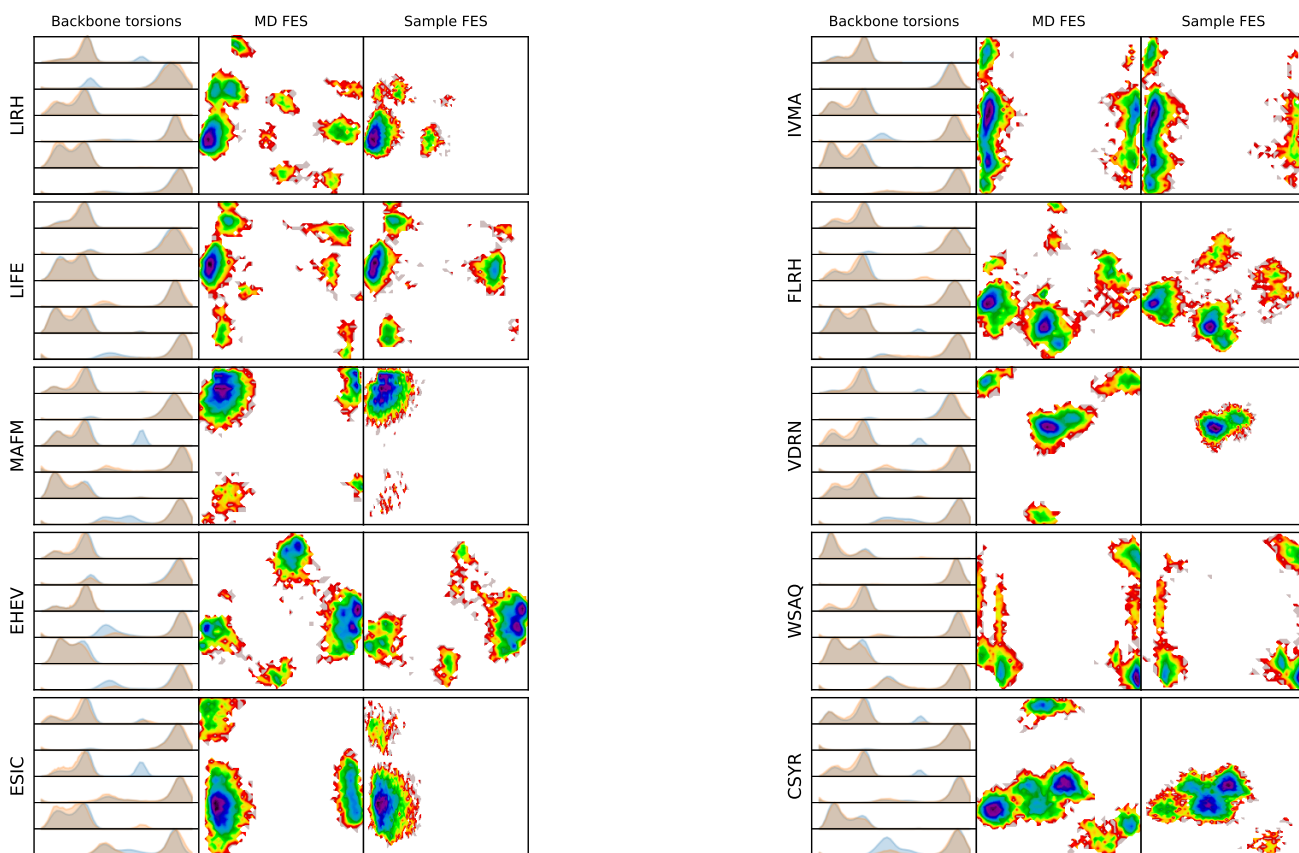 Backbone torsions MD FES Sample FES
LIRH
LIFE
MAFM
EHEV
ESIC
Backbone torsions MD FES Sample FES
IVMA
FLRH
VDRN
WSAQ
CSYR